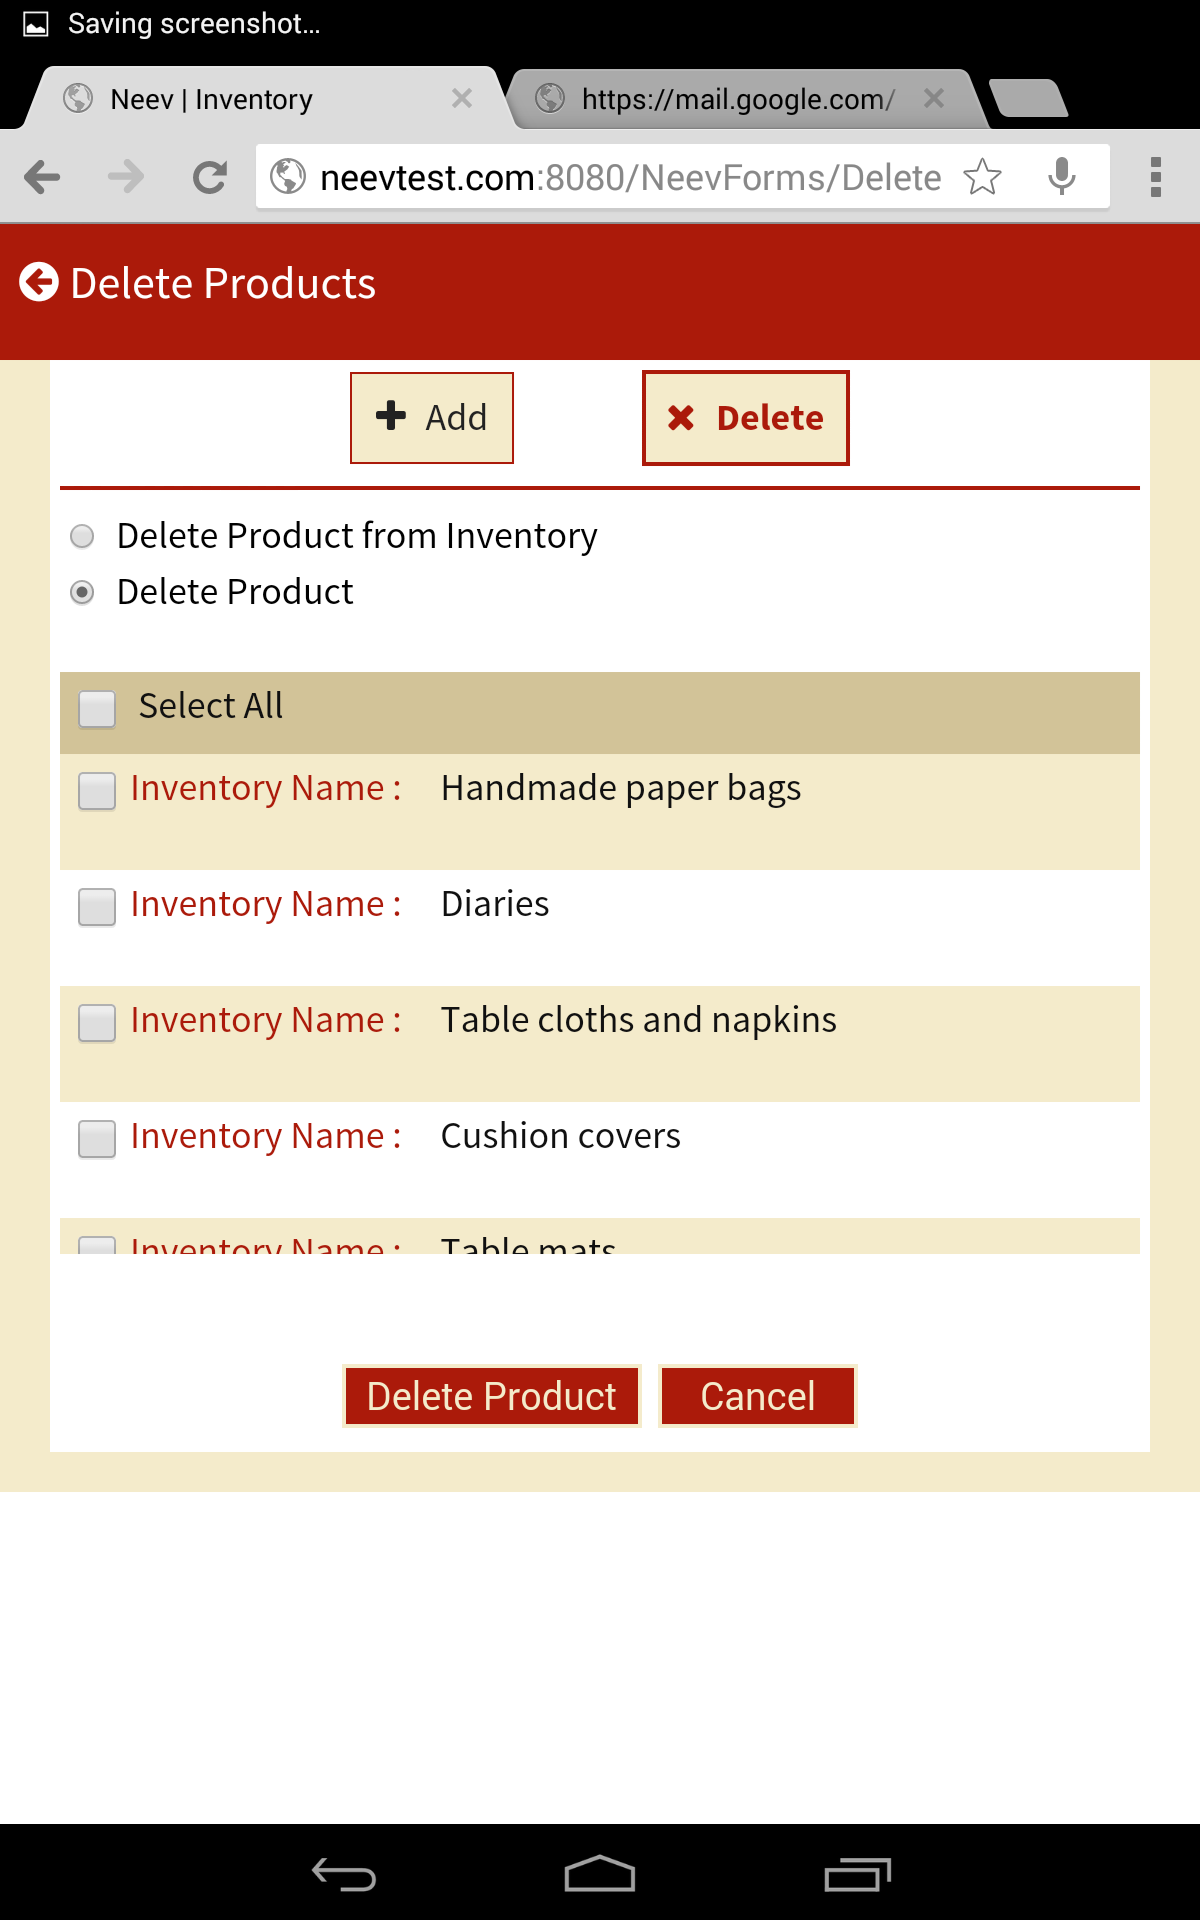 Saving screenshot...
Neev | Inventory
https://mail.google.com/
neevtest.com:8080/NeevForms/Delete
Delete Products
Add
Delete
Delete Product from Inventory
Delete Product
Select All
Inventory Name : Handmade paper bags
Inventory Name : Diaries
Inventory Name : Table cloths and napkins
Inventory Name : Cushion covers
Inventory Name : Table mats
Delete Product
Cancel